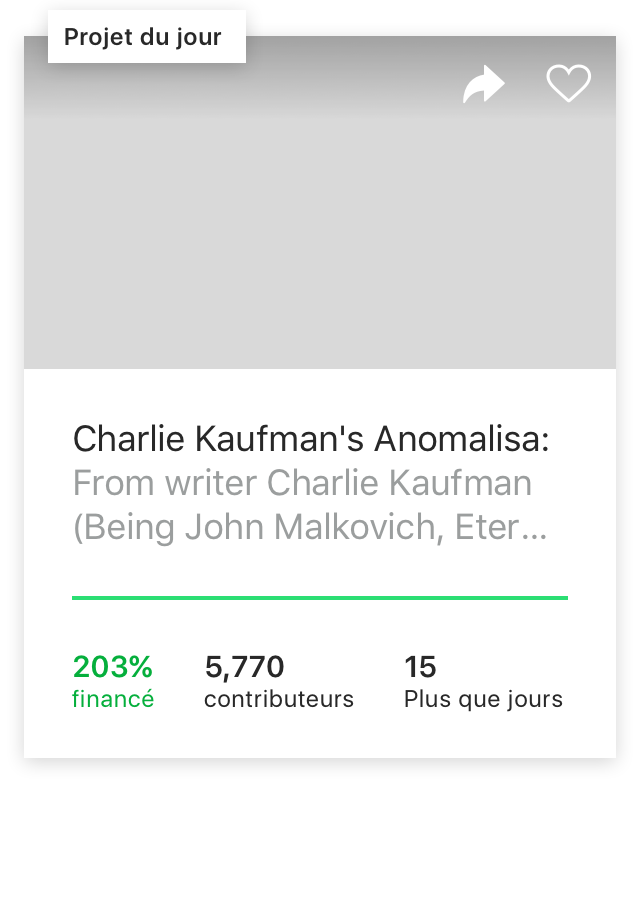 Projet du jour
Charlie Kaufman's Anomalisa:
From writer Charlie Kaufman
(Being John Malkovich, Eter...
203% 5,770 15
financé contributeurs Plus que jours